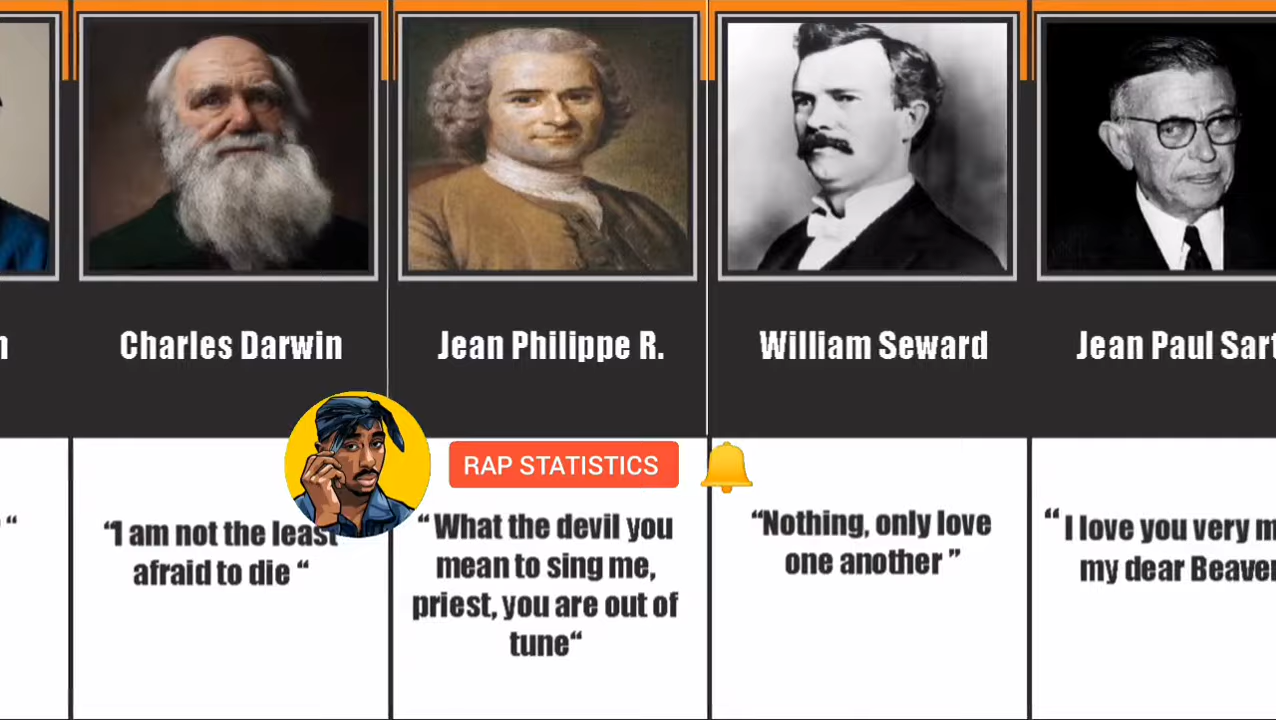 n
Charles Darwin
Jean Philippe R.
William Seward
Jean Paul Sart
RAP STATISTICS
“
“I am not the least
afraid to die “
“ What the devil you
mean to sing me,
priest, you are out of
tune“
“Nothing, only love
one another ”
“ I love you very m
my dear Beaver